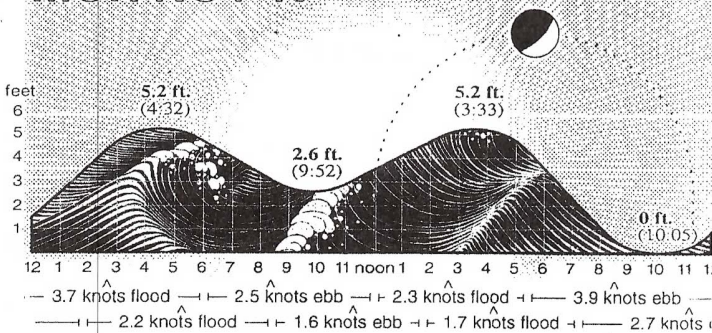 5.2 ft. 5.2 ft.
feet (4:32) (3:33)
6
5
4 2.6 ft.
3 (9:52)
2 0 ft.
1 (10:05)
12 1 2 3 4 5 6 7 8 9 10 11 noon 1 2 3 4 5 6 7 8 9 10 11
3.7 knots flood 2.5 knots ebb 2.3 knots flood 3.9 knots ebb
2.2 knots flood 1.6 knots ebb 1.7 knots flood 2.7 knots